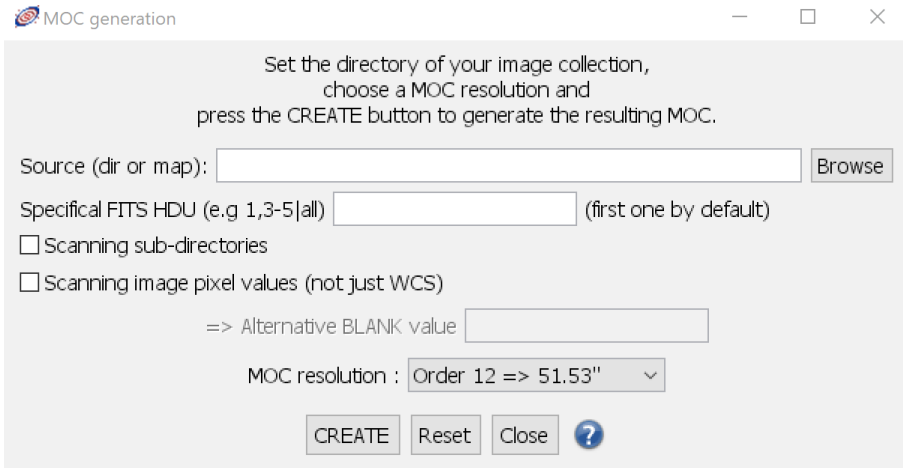 MOC generation
Set the directory of your image collection,
choose a MOC resolution and
press the CREATE button to generate the resulting MOC.
Source (dir or map): Browse
Specifical FITS HDU (e.g 1,3-5|all) (first one by default)
Scanning sub-directories
Scanning image pixel values (not just WCS)
=> Alternative BLANK value
MOC resolution : Order 12 => 51.53"
CREATE Reset Close ?